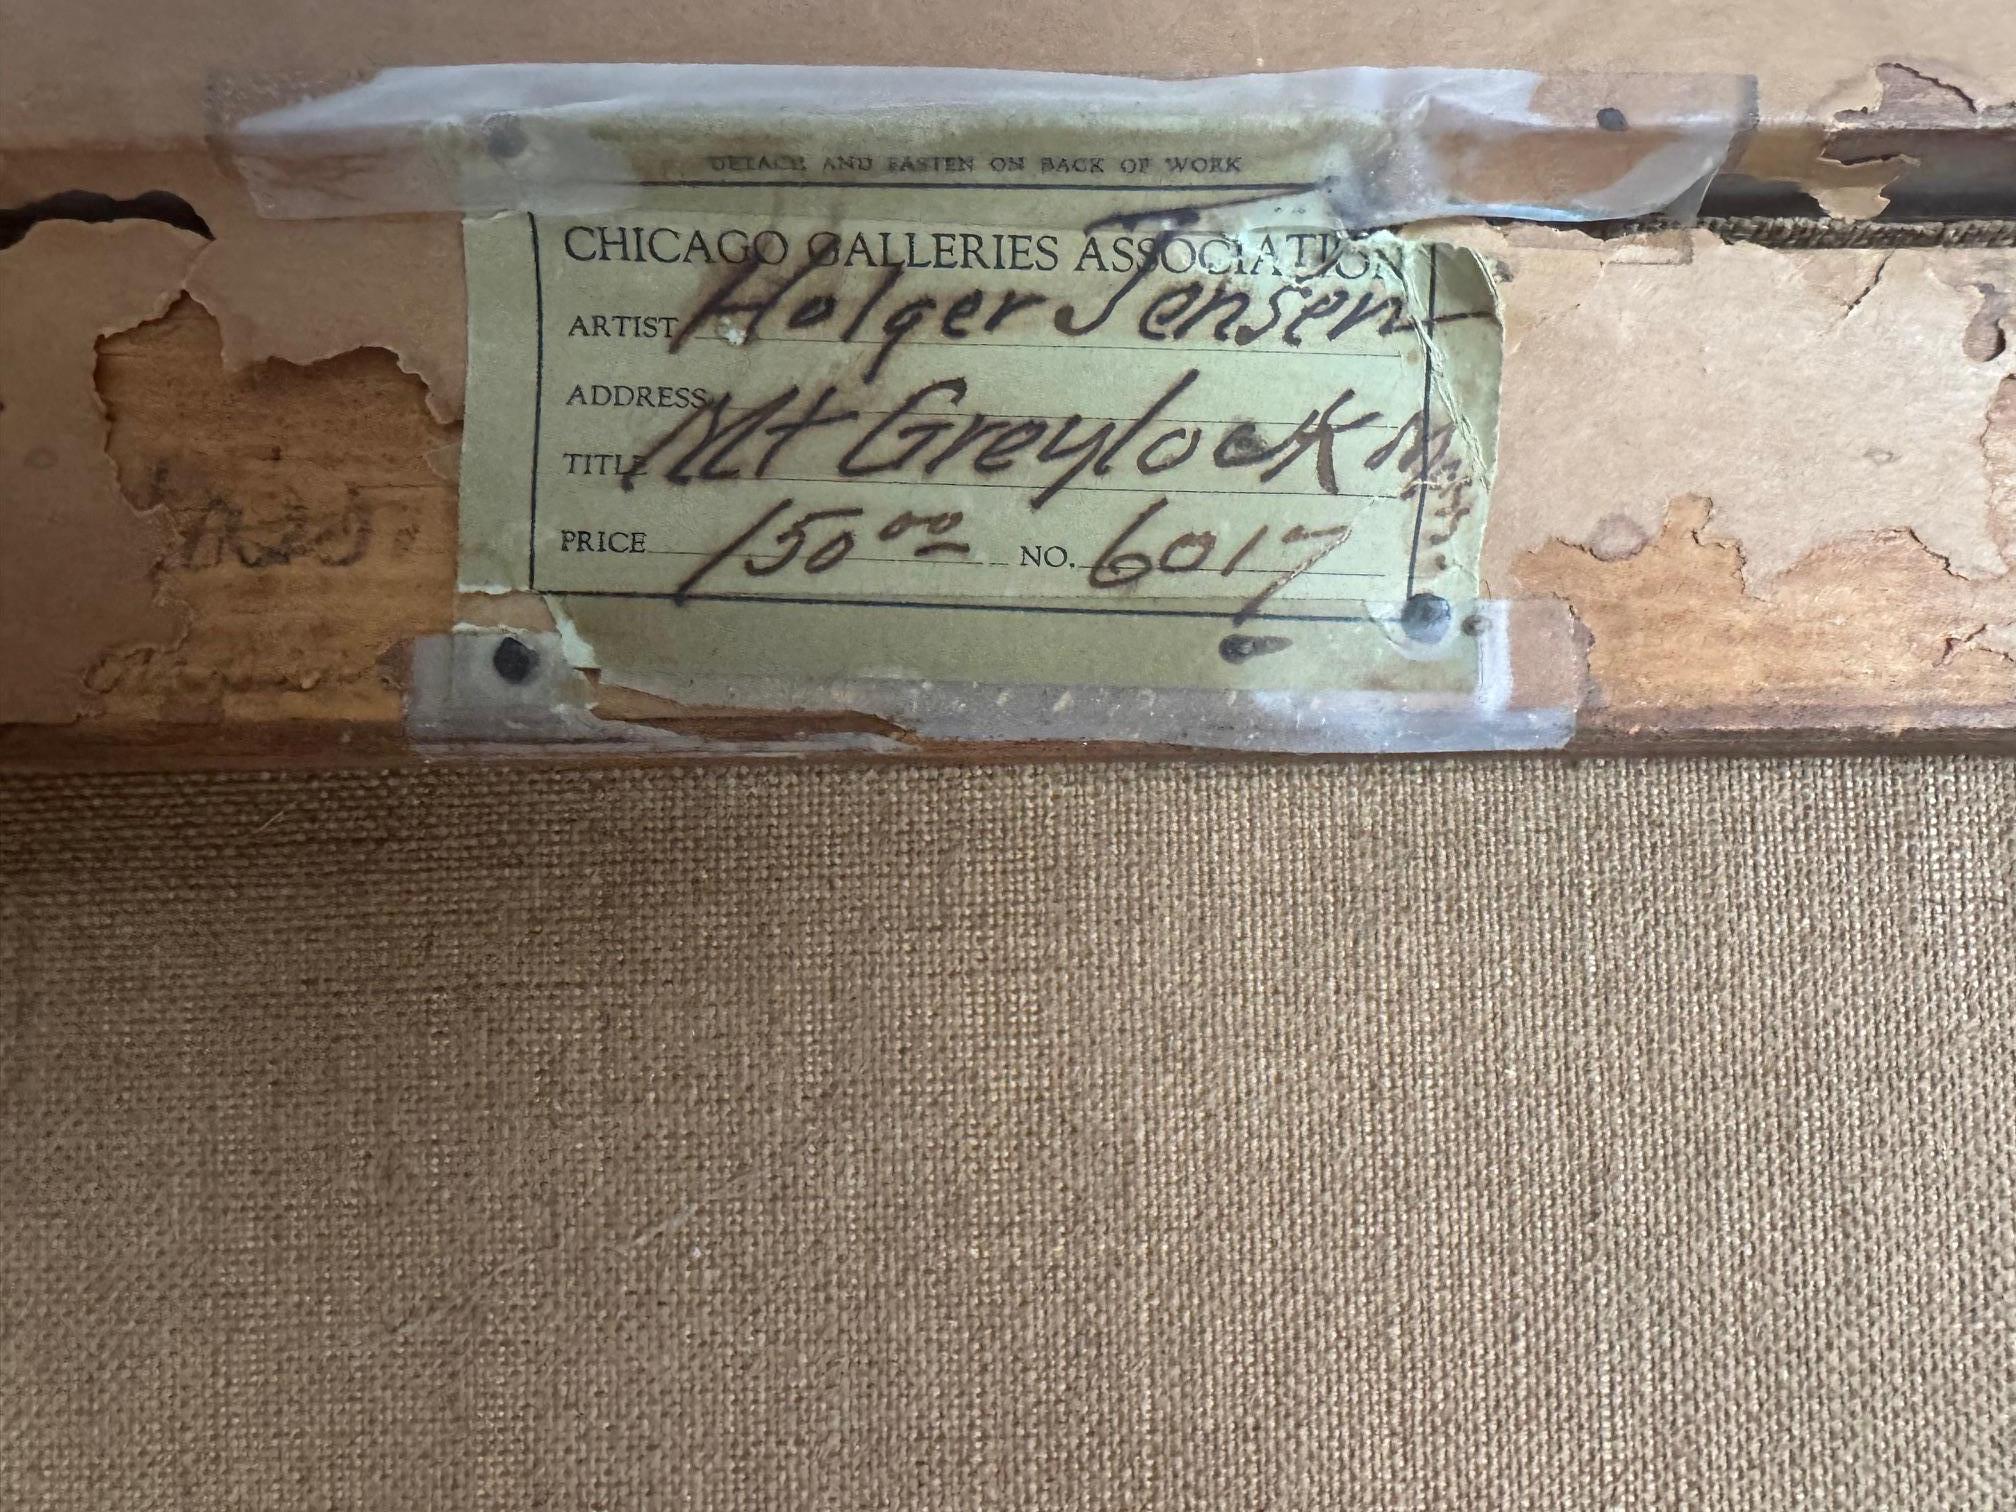 DETACH AND FASTEN ON BACK OF WORK
CHICAGO GALLERIES ASSOCIATION
ARTIST Holger Jensen
ADDRESS
TITLE Mt Greylock Mass.
PRICE 150.00 NO. 6017